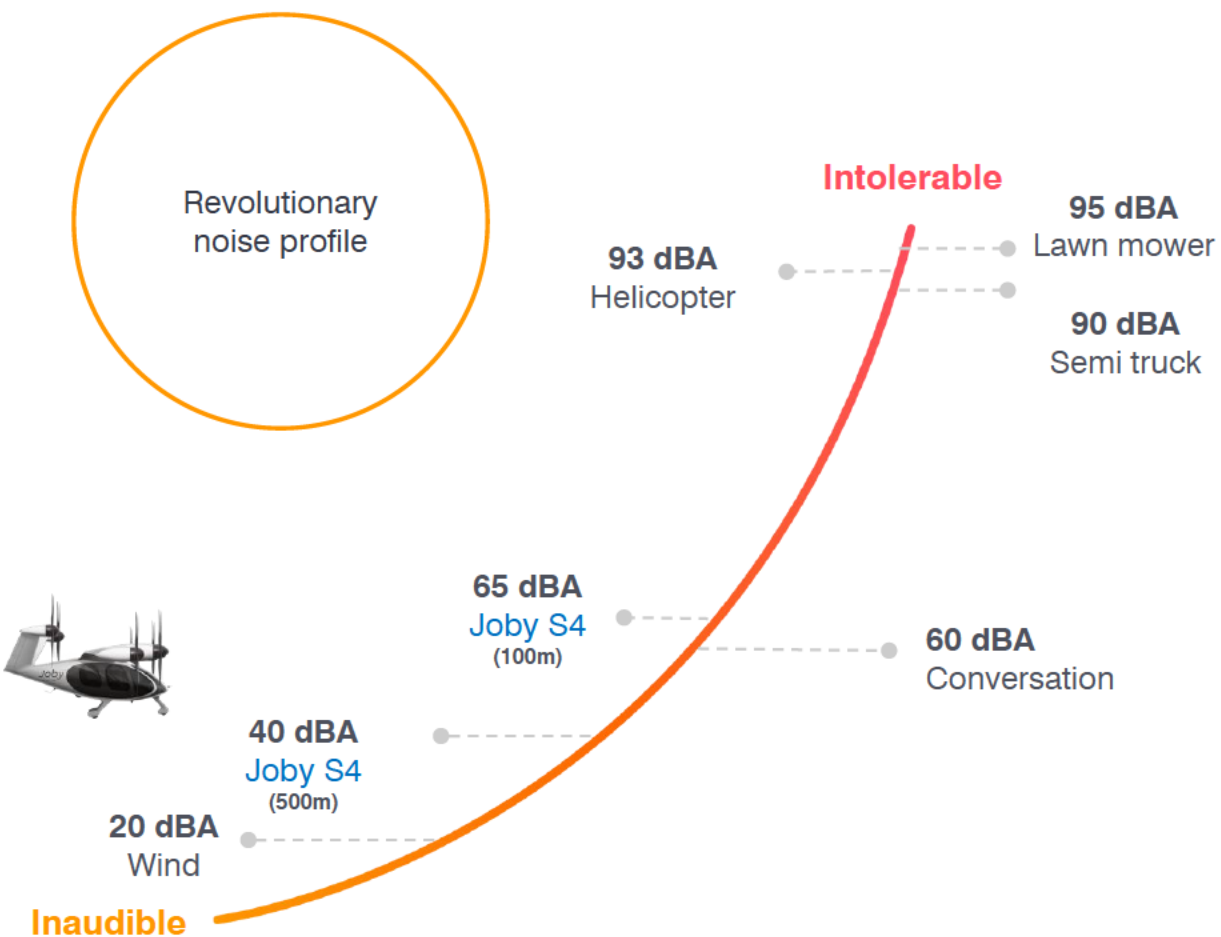 Revolutionary
noise profile
Intolerable
95 dBA
Lawn mower
93 dBA
Helicopter
90 dBA
Semi truck
65 dBA
Joby S4
(100m)
60 dBA
Conversation
Joby
40 dBA
Joby S4
(500m)
20 dBA
Wind
Inaudible